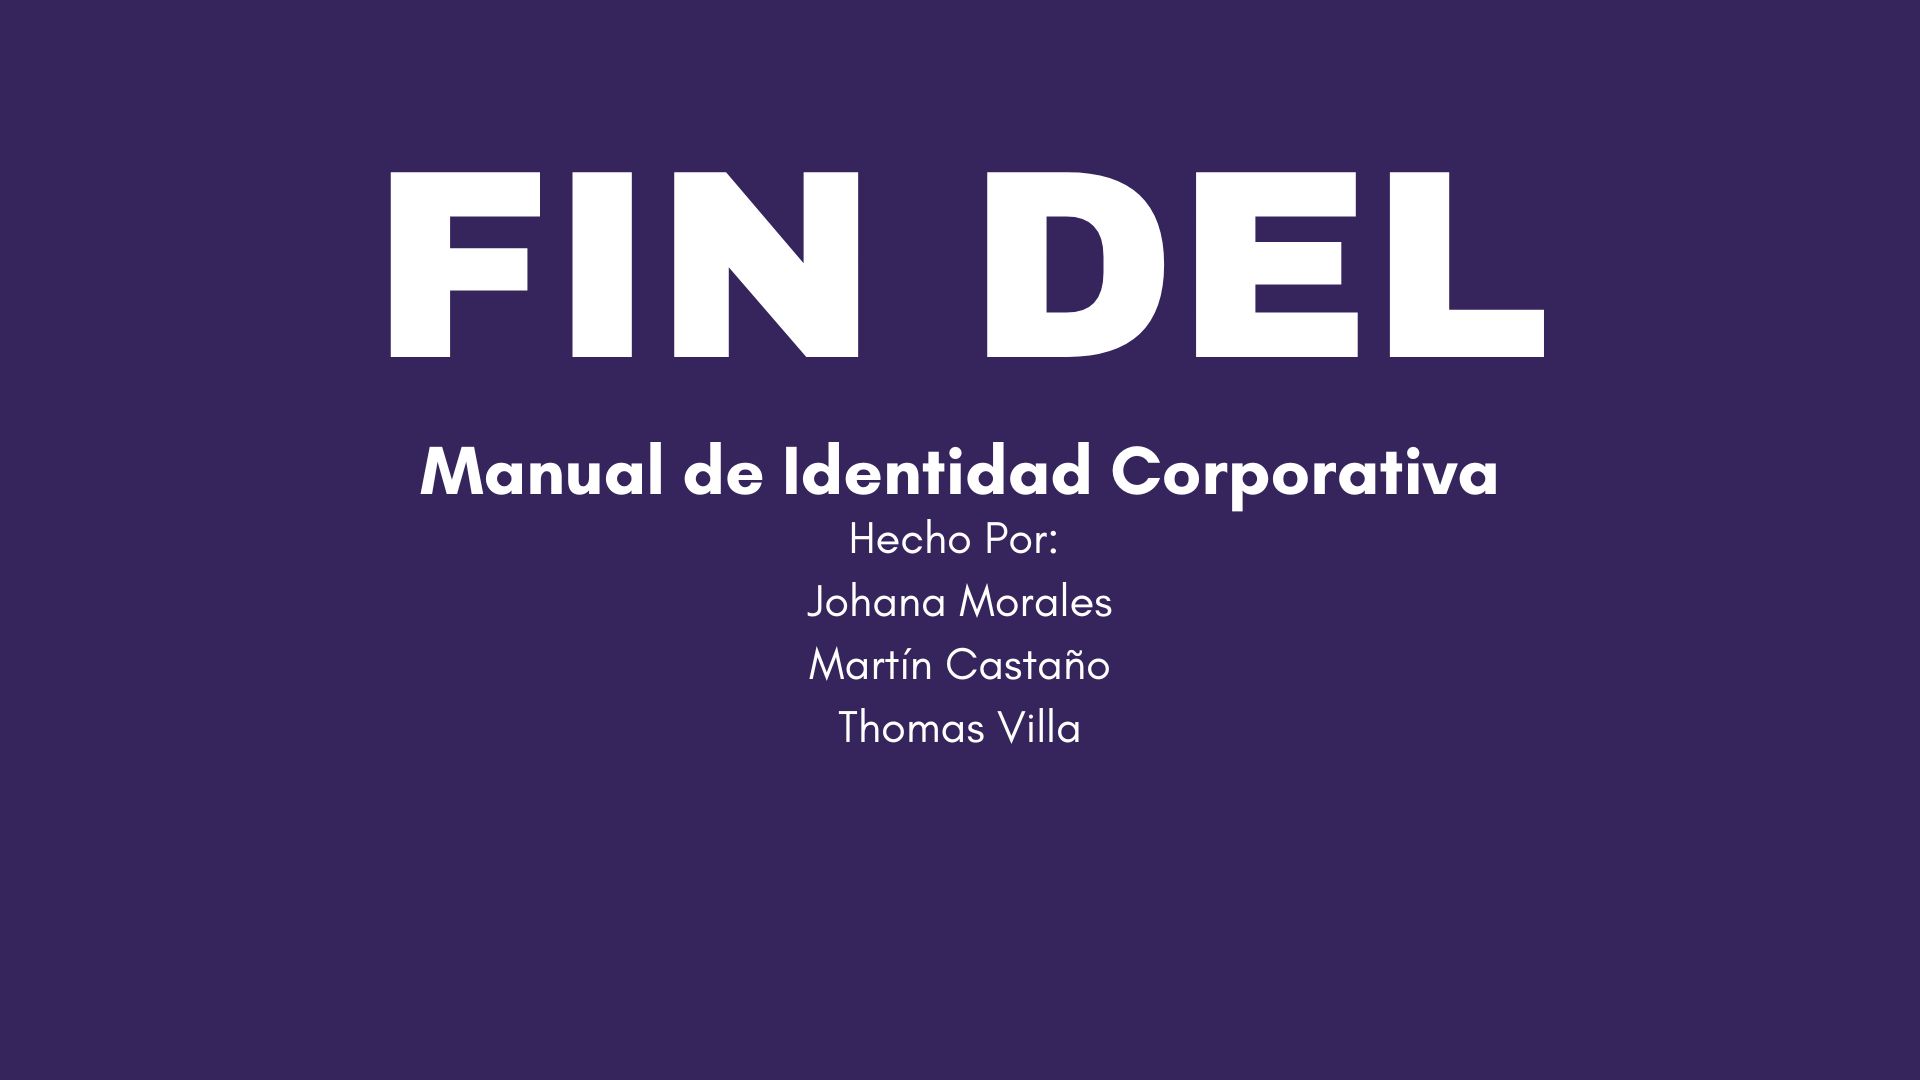 FIN DEL
Manual de Identidad Corporativa
Hecho Por:
Johana Morales
Martín Castaño
Thomas Villa